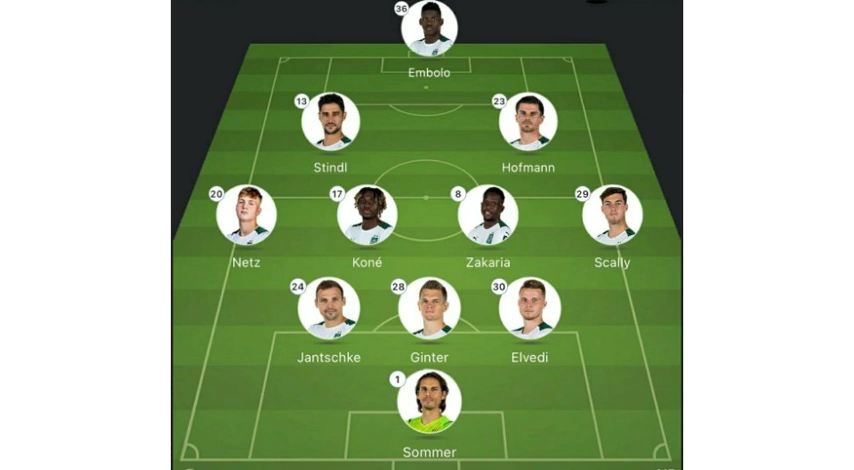 36
Embolo
13
23
Stindl
Hofmann
20
17
8
29
Netz
Koné
Zakaria
Scally
24
28
30
Jantschke
Ginter
Elvedi
1
Sommer